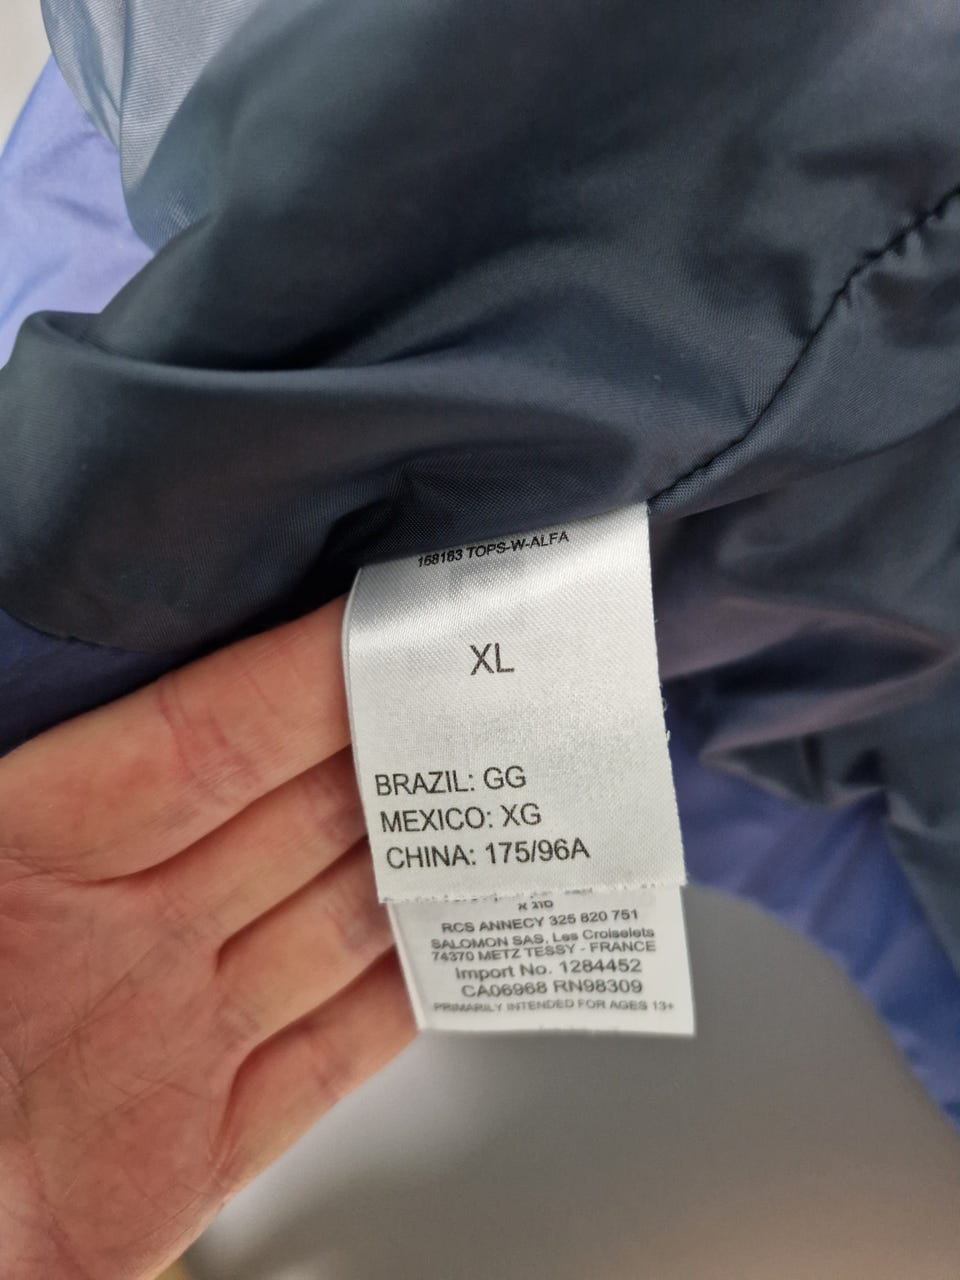 168163 TOPS-W-ALFA
XL
BRAZIL: GG
MEXICO: XG
CHINA: 175/96A
סוג א
RCS ANNECY 325 820 751
SALOMON SAS, Les Croiselets
74370 METZ TESSY - FRANCE
Import No. 1284452
CA06968 RN98309
PRIMARILY INTENDED FOR AGES 13+